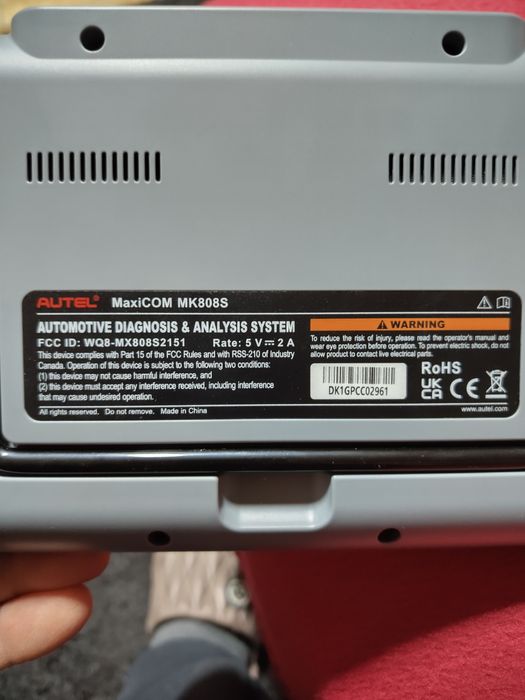 AUTEL® MaxiCOM MK808S
AUTOMOTIVE DIAGNOSIS & ANALYSIS SYSTEM
FCC ID: WQ8-MX808S2151 Rate: 5 V⎓2 A
This device complies with Part 15 of the FCC Rules and with RSS-210 of Industry
Canada. Operation of this device is subject to the following two conditions:
(1) this device may not cause harmful interference, and
(2) this device must accept any received interference, including interference
that may cause undesired operation.
All rights reserved. Do not remove. Made in China
WARNING
To reduce the risk of injury, please read the operator's manual and
wear eye protection before operation. To prevent electric shock, do not
allow product to contact live electrical parts.
DK1GPCC02961
RoHS
UK
CA
CE
www.autel.com